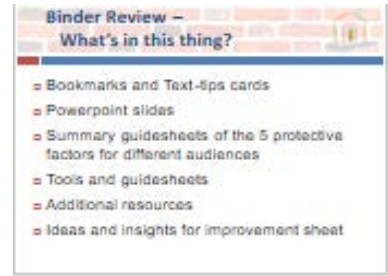 Binder Review –
What's in this thing?
Bookmarks and Text-tips cards
Powerpoint slides
Summary guidesheets of the 5 protective
factors for different audiences
Tools and guidesheets
Additional resources
Ideas and insights for improvement sheet